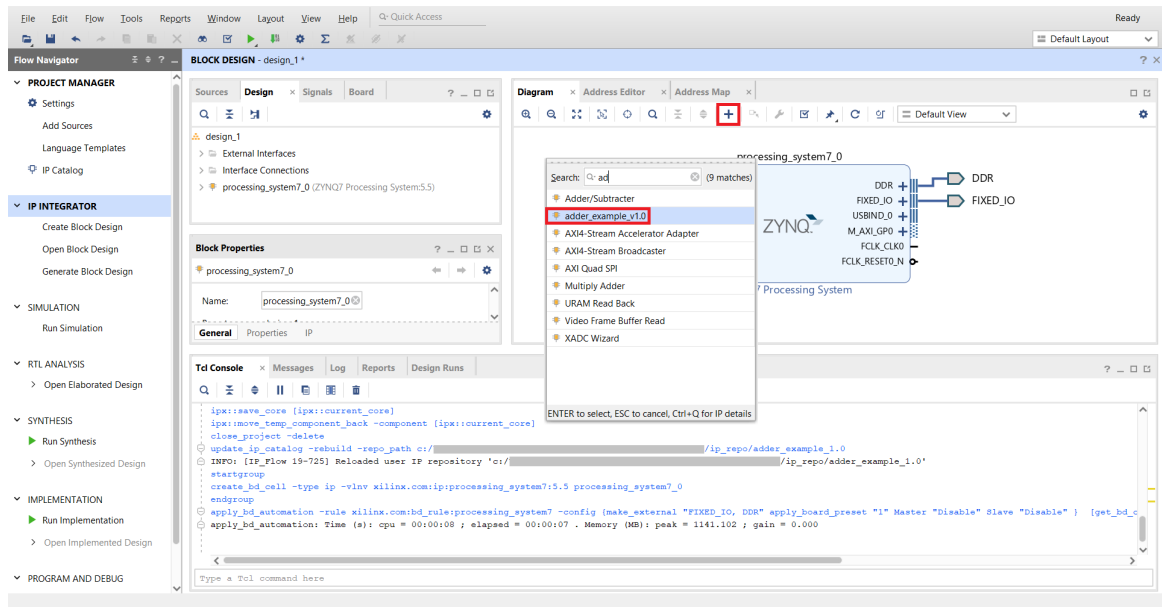 File Edit Flow Tools Reports Window Layout View Help Q- Quick Access Ready
Default Layout
Flow Navigator
BLOCK DESIGN - design_1 *
PROJECT MANAGER
Settings
Add Sources
Language Templates
IP Catalog
IP INTEGRATOR
Create Block Design
Open Block Design
Generate Block Design
SIMULATION
Run Simulation
RTL ANALYSIS
Open Elaborated Design
SYNTHESIS
Run Synthesis
Open Synthesized Design
IMPLEMENTATION
Run Implementation
Open Implemented Design
PROGRAM AND DEBUG
Sources Design Signals Board
design_1
External Interfaces
Interface Connections
processing_system7_0 (ZYNQ7 Processing System:5.5)
Block Properties
processing_system7_0
Name: processing_system7_0
General Properties IP
Diagram Address Editor Address Map
Default View
processing_system7_0
DDR
FIXED_IO
USBIND_0
M_AXI_GP0
FCLK_CLK0
FCLK_RESET0_N
ZYNQ
DDR
FIXED_IO
7 Processing System
Search: ad (9 matches)
Adder/Subtracter
adder_example_v1.0
AXI4-Stream Accelerator Adapter
AXI4-Stream Broadcaster
AXI Quad SPI
Multiply Adder
URAM Read Back
Video Frame Buffer Read
XADC Wizard
ENTER to select, ESC to cancel, Ctrl+Q for IP details
Tcl Console Messages Log Reports Design Runs
ipx::save_core [ipx::current_core]
ipx::move_temp_component_back -component [ipx::current_core]
close_project -delete
update_ip_catalog -rebuild -repo_path c:/ /ip_repo/adder_example_1.0
INFO: [IP_Flow 19-725] Reloaded user IP repository 'c:/ /ip_repo/adder_example_1.0'
startgroup
create_bd_cell -type ip -vlnv xilinx.com:ip:processing_system7:5.5 processing_system7_0
endgroup
apply_bd_automation -rule xilinx.com:bd_rule:processing_system7 -config {make_external "FIXED_IO, DDR" apply_board_preset "1" Master "Disable" Slave "Disable" } [get_bd_c
apply_bd_automation: Time (s): cpu = 00:00:08 ; elapsed = 00:00:07 . Memory (MB): peak = 1141.102 ; gain = 0.000
Type a Tcl command here